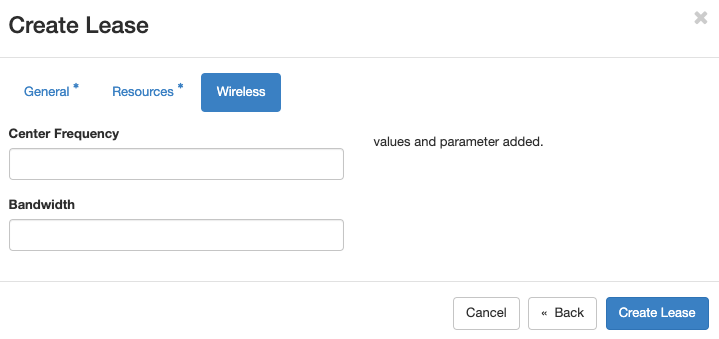 Create Lease ×
General * Resources * Wireless
Center Frequency
values and parameter added.
Bandwidth
Cancel « Back Create Lease